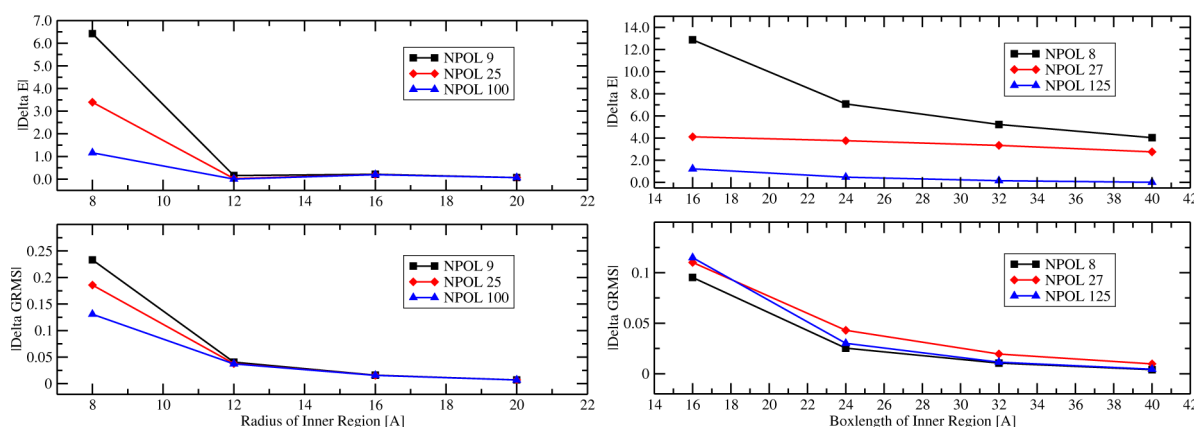 7.0
6.0
5.0
4.0
3.0
2.0
1.0
0.0
|Delta E|
NPOL 9
NPOL 25
NPOL 100
8 10 12 14 16 18 20 22
14.0
12.0
10.0
8.0
6.0
4.0
2.0
0.0
|Delta E|
NPOL 8
NPOL 27
NPOL 125
14 16 18 20 22 24 26 28 30 32 34 36 38 40 42
0.25
0.2
0.15
0.1
0.05
0
|Delta GRMS|
NPOL 9
NPOL 25
NPOL 100
8 10 12 14 16 18 20 22
Radius of Inner Region [A]
0.1
0.05
0
|Delta GRMS|
NPOL 8
NPOL 27
NPOL 125
14 16 18 20 22 24 26 28 30 32 34 36 38 40 42
Boxlength of Inner Region [A]